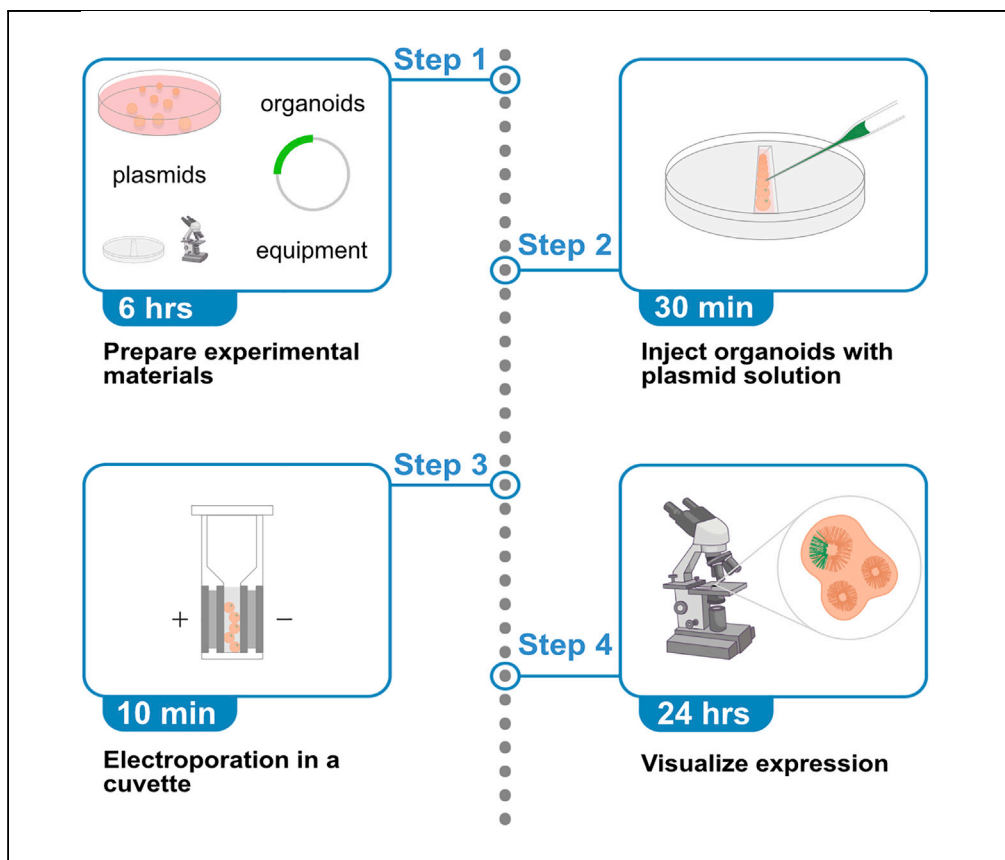 Step 1
organoids
plasmids
equipment
6 hrs
Prepare experimental
materials
Step 2
30 min
Inject organoids with
plasmid solution
Step 3
+ −
10 min
Electroporation in a
cuvette
Step 4
24 hrs
Visualize expression